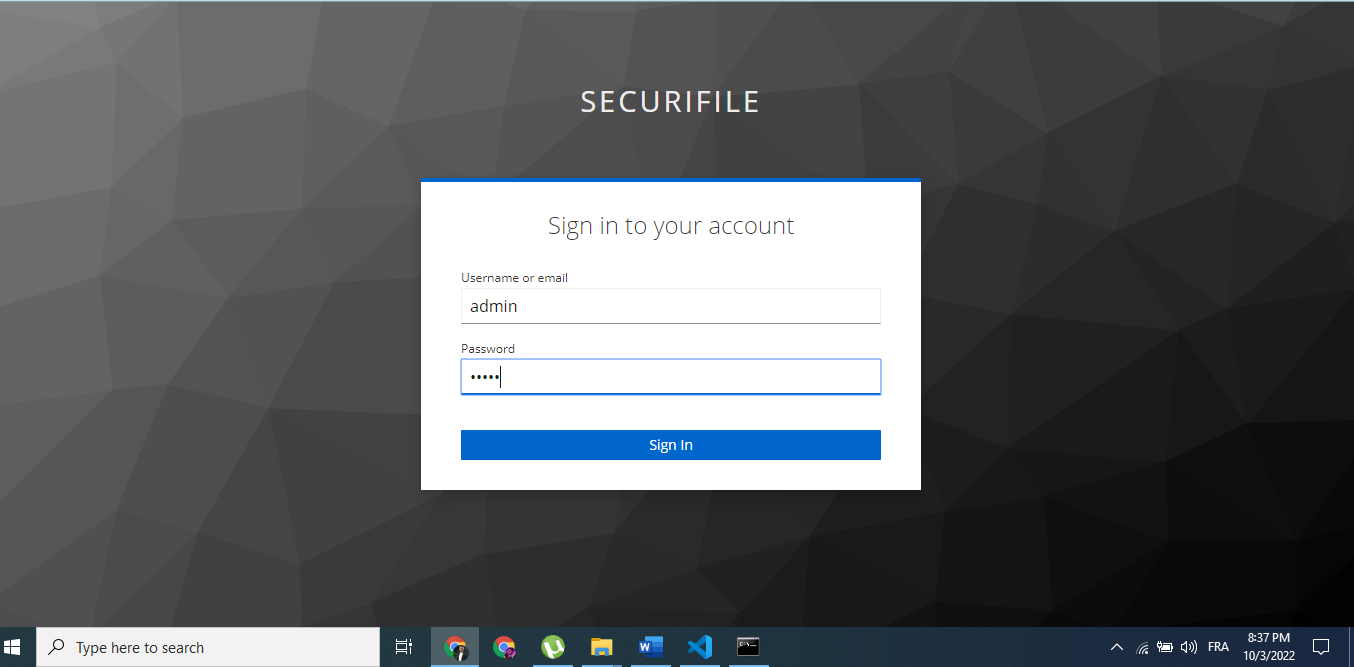 SECURIFILE
Sign in to your account
Username or email
admin
Password
•••••
Sign In
Type here to search
FRA
8:37 PM
10/3/2022